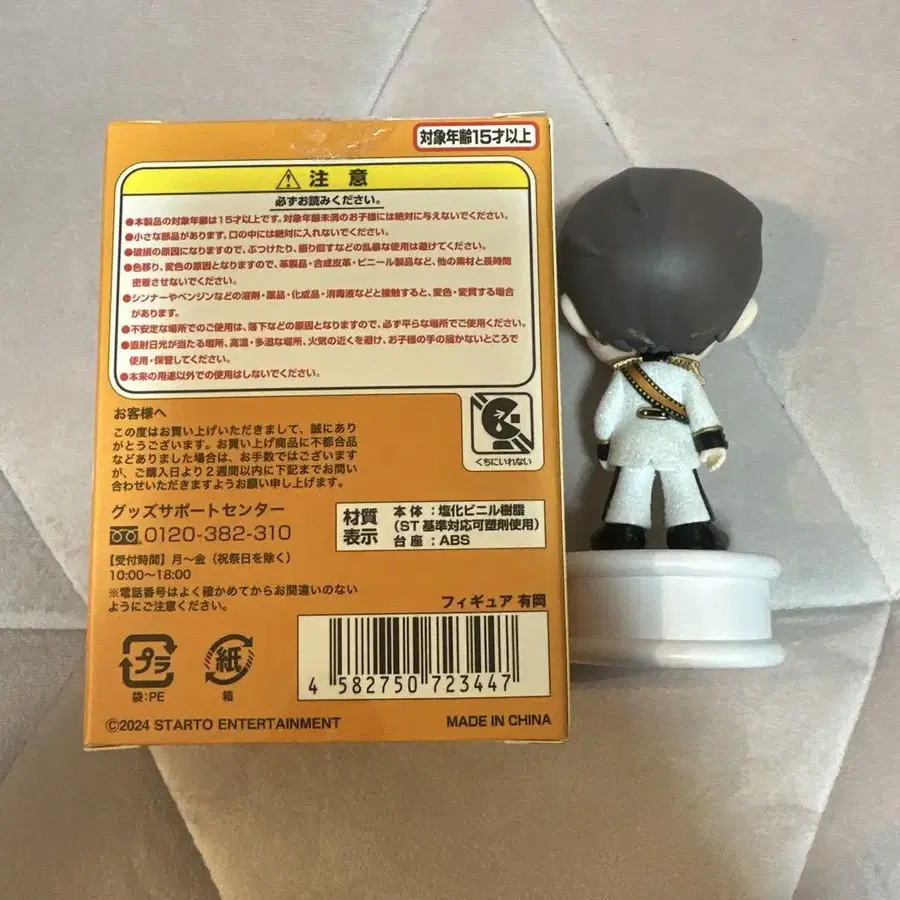 対象年齢15才以上
⚠ 注意
必ずお読みください。
●本製品の対象年齢は15才以上です。対象年齢未満のお子様には絶対に与えないでください。
●小さな部品があります。口の中には絶対に入れないでください。
●破損の原因になりますので、ぶつけたり、振り回すなどの乱暴な使用は避けてください。
●色移り、変色の原因となりますので、革製品・合成皮革・ビニール製品など、他の素材と長時間
密着させないでください。
●シンナーやベンジンなどの溶剤・薬品・化成品・消毒液などと接触すると、変色・変質する場合
があります。
●不安定な場所でのご使用は、落下などの原因となりますので、必ず平らな場所でご使用ください。
●直射日光が当たる場所、高温・多湿な場所、火気の近くを避け、お子様の手の届かないところで
使用・保管してください。
●本来の用途以外での使用はしないでください。
くちにいれない
お客様へ
この度はお買い上げいただきまして、誠にあり
がとうございます。お買い上げ商品に不都合品
などありました場合は、お手数ではございます
が、ご購入日より2週間以内に下記までお問い
合わせいただきますようお願い申し上げます。
グッズサポートセンター
0120-382-310
【受付時間】月〜金(祝祭日を除く)
10:00〜18:00
※電話番号はよく確かめてからお間違いのない
ようにご注意ください。
材質
表示
本体:塩化ビニル樹脂
(ST基準対応可塑剤使用)
台座:ABS
フィギュア 有岡
プラ
袋:PE
紙
箱
4 582750 723447
©2024 STARTO ENTERTAINMENT
MADE IN CHINA